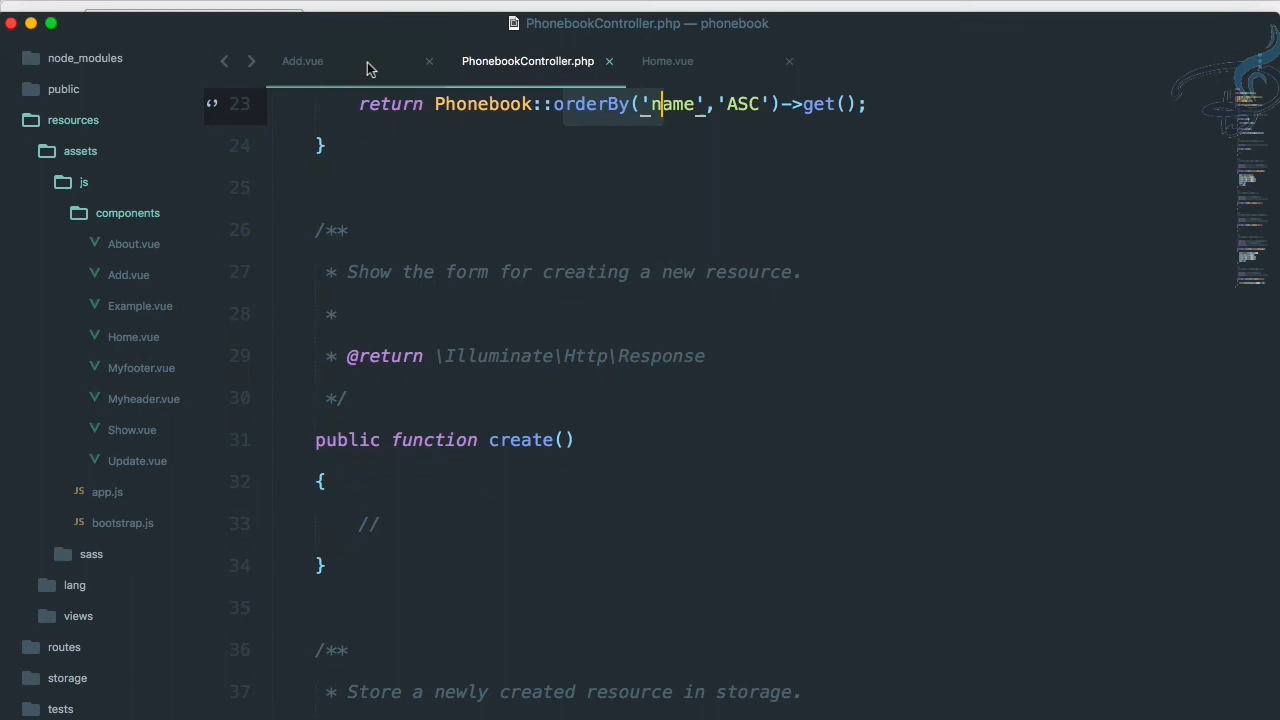 PhonebookController.php — phonebook
node_modules
public
resources
assets
js
components
About.vue
Add.vue
Example.vue
Home.vue
Myfooter.vue
Myheader.vue
Show.vue
Update.vue
JS app.js
JS bootstrap.js
sass
lang
views
routes
storage
tests
Add.vue × PhonebookController.php × Home.vue ×
23 return Phonebook::orderBy('name','ASC')->get();
24 }
25
26 /**
27 * Show the form for creating a new resource.
28 *
29 * @return \Illuminate\Http\Response
30 */
31 public function create()
32 {
33 //
34 }
35
36 /**
37 * Store a newly created resource in storage.